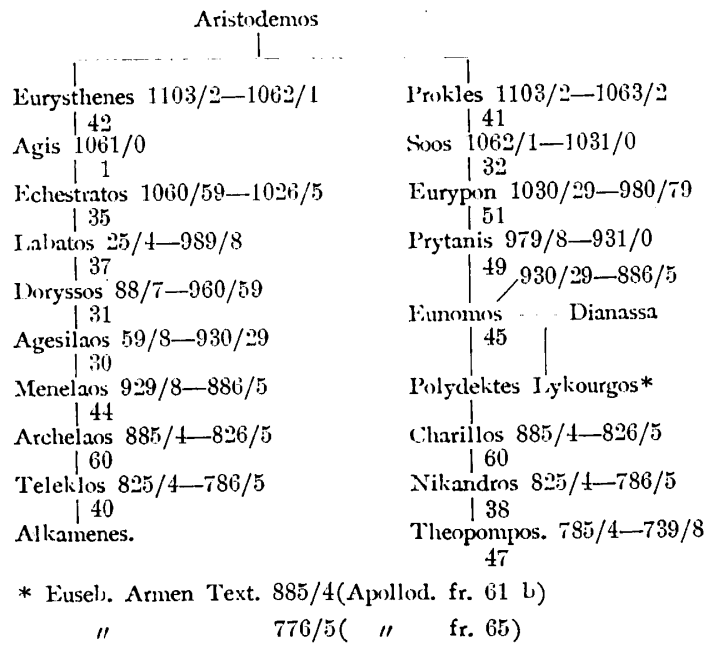 Aristodemos
Eurysthenes 1103/2—1062/1
42
Agis 1061/0
1
Echestratos 1060/59—1026/5
35
Labatos 25/4—989/8
37
Doryssos 88/7—960/59
31
Agesilaos 59/8—930/29
30
Menelaos 929/8—886/5
44
Archelaos 885/4—826/5
60
Teleklos 825/4—786/5
40
Alkamenes.
Prokles 1103/2—1063/2
41
Soos 1062/1—1031/0
32
Eurypon 1030/29—980/79
51
Prytanis 979/8—931/0
49
930/29—886/5
Eunomos Dianassa
45
Polydektes Lykourgos*
Charillos 885/4—826/5
60
Nikandros 825/4—786/5
38
Theopompos. 785/4—739/8
47
* Euseb. Armen Text. 885/4(Apollod. fr. 61 b)
〃 776/5( 〃 fr. 65)